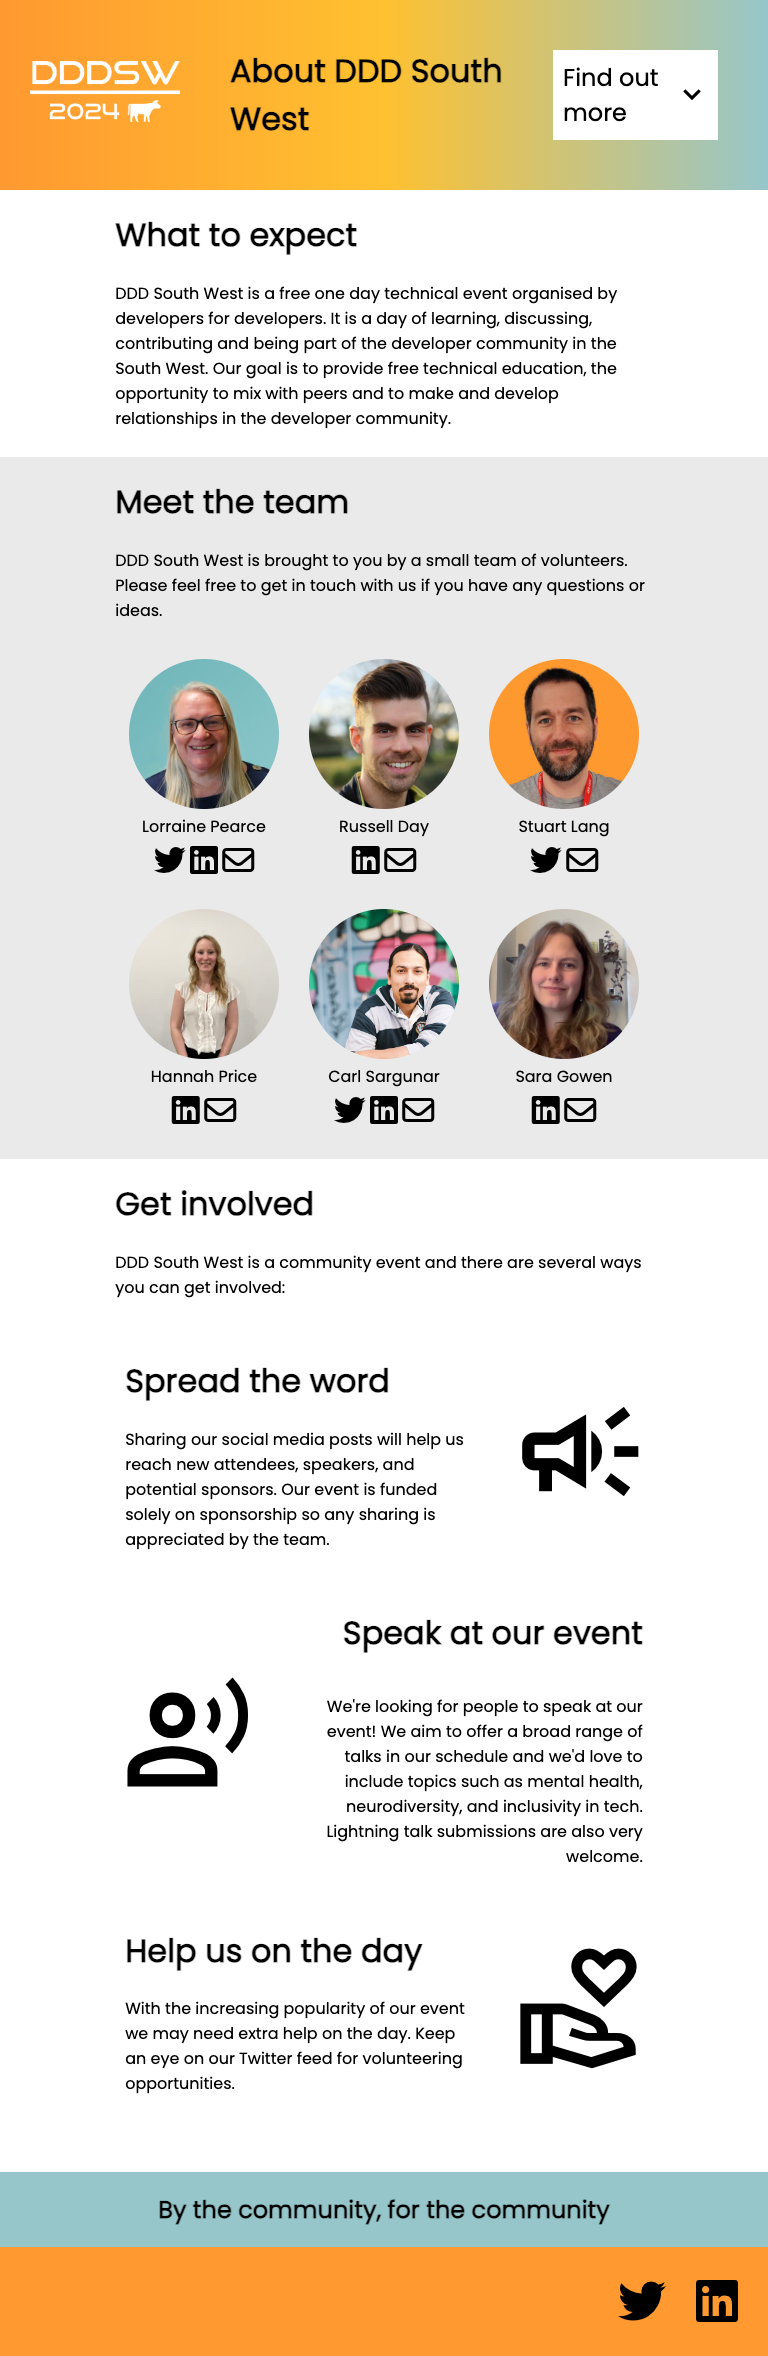 DDDSW
2024
About DDD South
West
Find out
more
What to expect
DDD South West is a free one day technical event organised by
developers for developers. It is a day of learning, discussing,
contributing and being part of the developer community in the
South West. Our goal is to provide free technical education, the
opportunity to mix with peers and to make and develop
relationships in the developer community.
Meet the team
DDD South West is brought to you by a small team of volunteers.
Please feel free to get in touch with us if you have any questions or
ideas.
Lorraine Pearce
Russell Day
Stuart Lang
Hannah Price
Carl Sargunar
Sara Gowen
Get involved
DDD South West is a community event and there are several ways
you can get involved:
Spread the word
Sharing our social media posts will help us
reach new attendees, speakers, and
potential sponsors. Our event is funded
solely on sponsorship so any sharing is
appreciated by the team.
Speak at our event
We're looking for people to speak at our
event! We aim to offer a broad range of
talks in our schedule and we'd love to
include topics such as mental health,
neurodiversity, and inclusivity in tech.
Lightning talk submissions are also very
welcome.
Help us on the day
With the increasing popularity of our event
we may need extra help on the day. Keep
an eye on our Twitter feed for volunteering
opportunities.
By the community, for the community